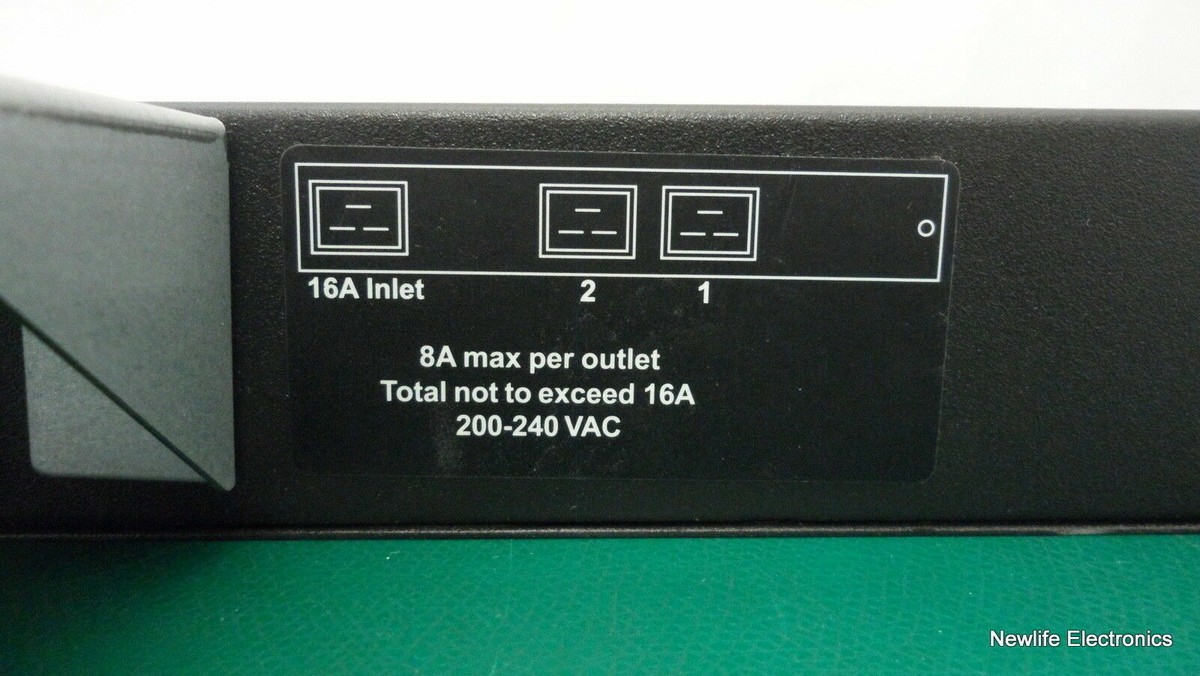 16A Inlet
2
1
8A max per outlet
Total not to exceed 16A
200-240 VAC
Newlife Electronics